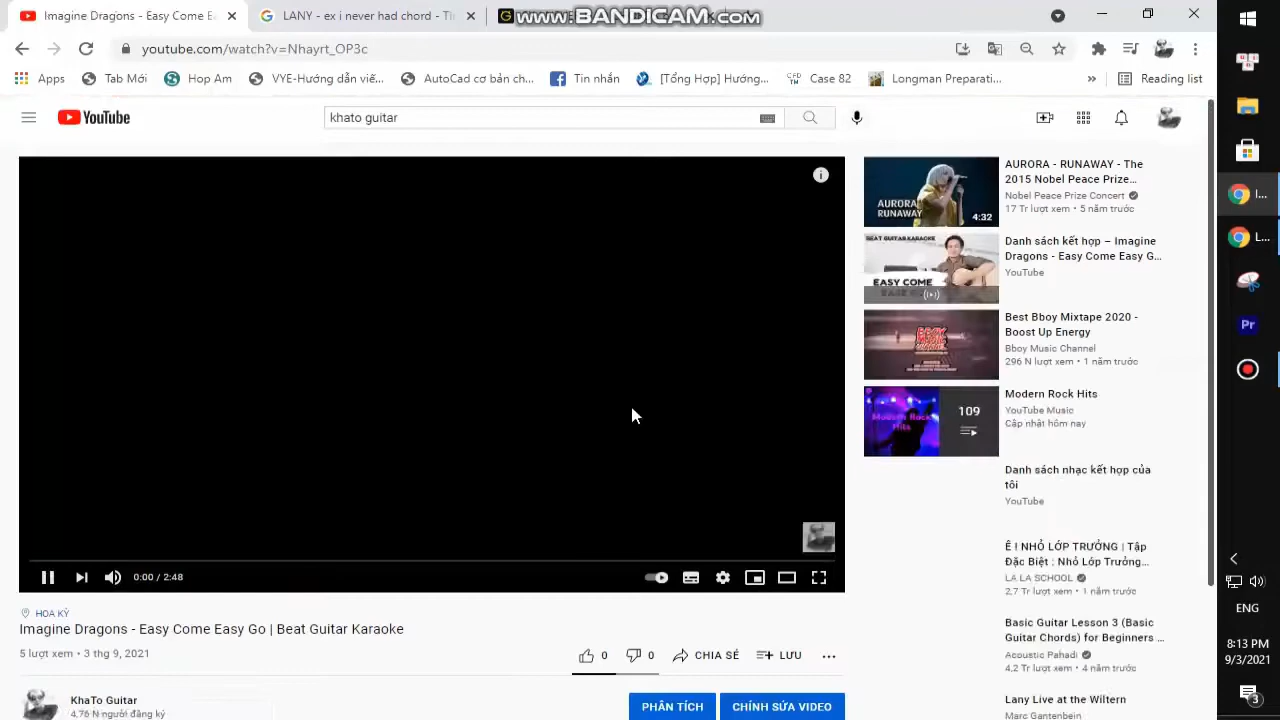 Imagine Dragons - Easy Come E
LANY - ex i never had chord - Th
www.BANDICAM.com
youtube.com/watch?v=Nhayrt_OP3c
Apps
Tab Mới
Hop Am
VYE-Hướng dẫn viế...
AutoCad cơ bản ch...
Tin nhắn
[Tổng Hợp] Hướng...
Case 82
Longman Preparati...
»
Reading list
YouTube
khato guitar
AURORA - RUNAWAY - The
2015 Nobel Peace Prize...
Nobel Peace Prize Concert
17 Tr lượt xem • 5 năm trước
AURORA
RUNAWAY
4:32
Danh sách kết hợp – Imagine
Dragons - Easy Come Easy G...
YouTube
BEAT GUITAR KARAOKE
EASY COME
Best Bboy Mixtape 2020 -
Boost Up Energy
Bboy Music Channel
296 N lượt xem • 1 năm trước
BBOY
MUSIC
CHANNEL
Modern Rock Hits
YouTube Music
Cập nhật hôm nay
Modern Rock
Hits
109
Danh sách nhạc kết hợp của
tôi
YouTube
Ê ! NHỎ LỚP TRƯỞNG | Tập
Đặc Biệt : Nhỏ Lớp Trưởng...
LA LA SCHOOL
2,7 Tr lượt xem • 1 năm trước
Basic Guitar Lesson 3 (Basic
Guitar Chords) for Beginners ...
Acoustic Pahadi
4,2 Tr lượt xem • 4 năm trước
Lany Live at the Wiltern
Marc Gantenbein
0:00 / 2:48
HOA KỲ
Imagine Dragons - Easy Come Easy Go | Beat Guitar Karaoke
5 lượt xem • 3 thg 9, 2021
0
0
CHIA SẺ
LƯU
KhaTo Guitar
4,76 N người đăng ký
PHÂN TÍCH
CHỈNH SỬA VIDEO
I...
L...
Pr
ENG
8:13 PM
9/3/2021
3